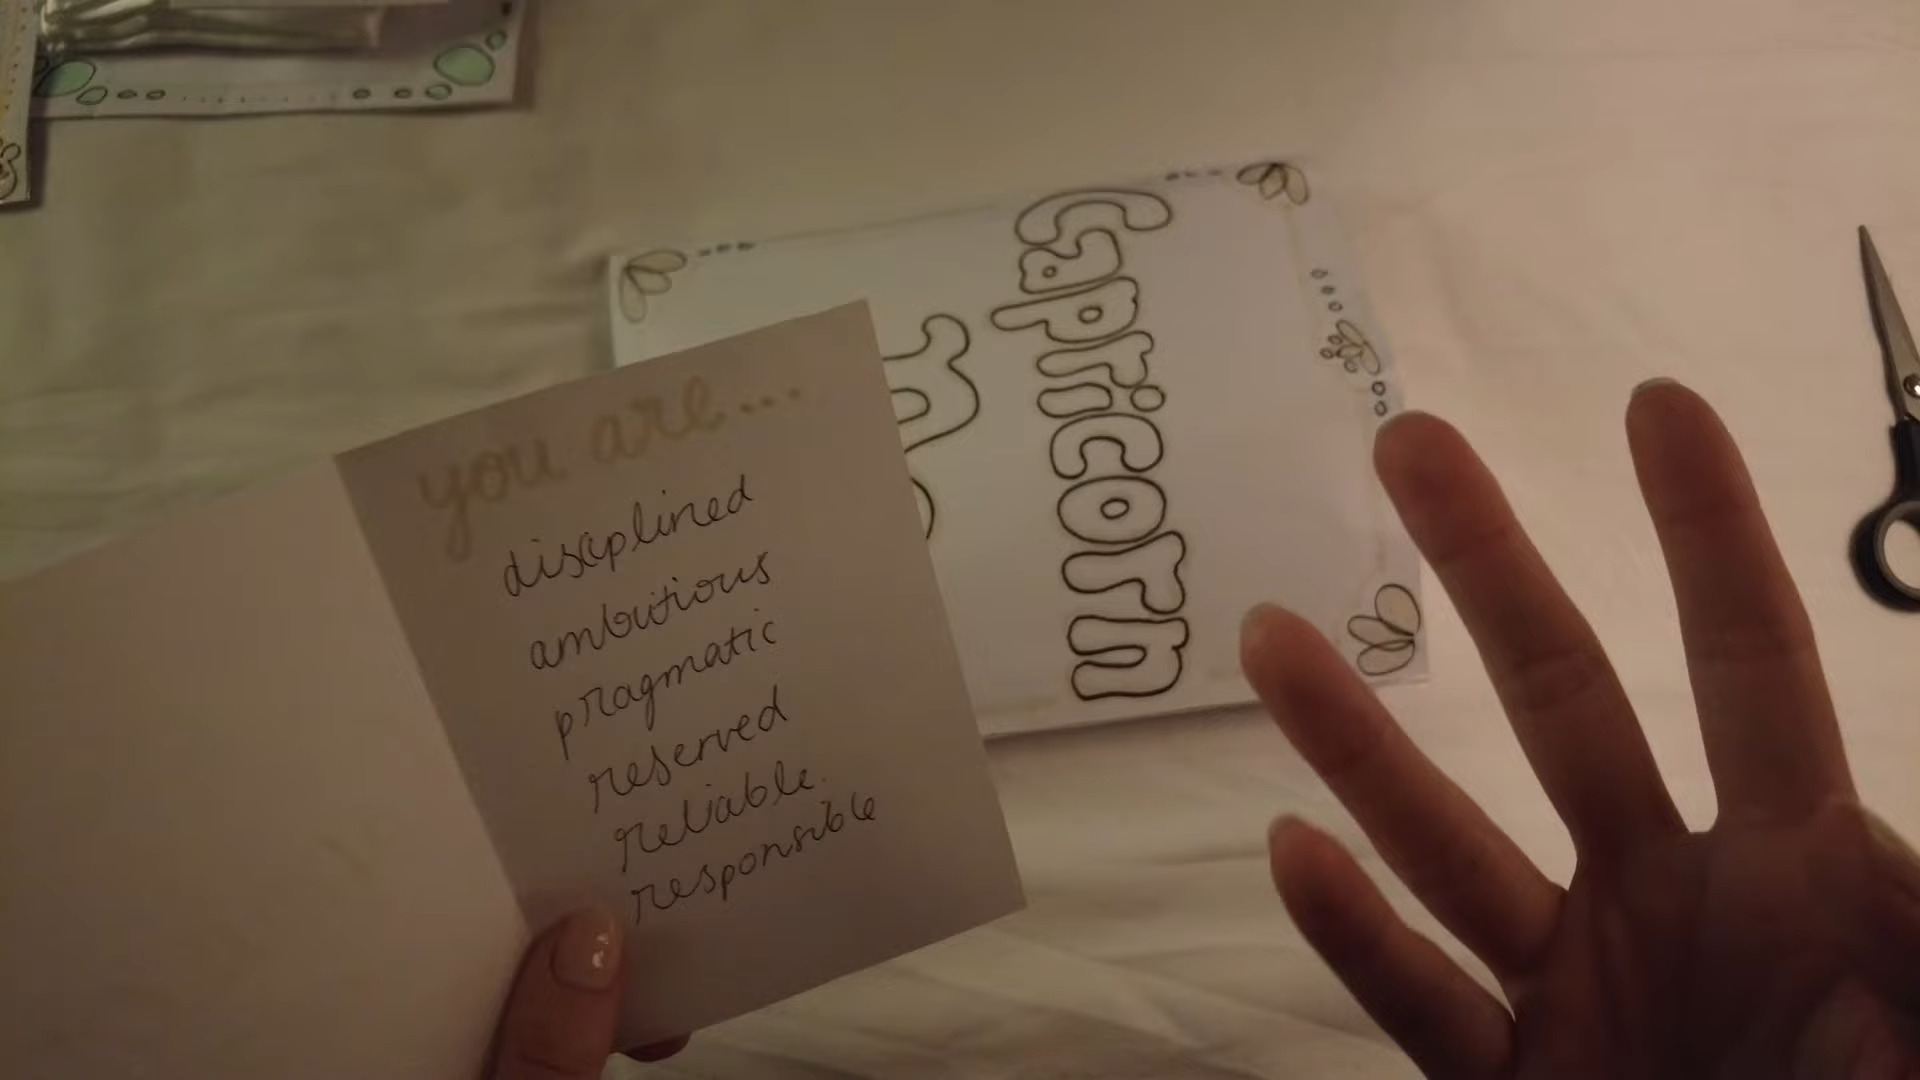 you are...
disciplined
ambitious
pragmatic
reserved
reliable.
responsible
Capricorn